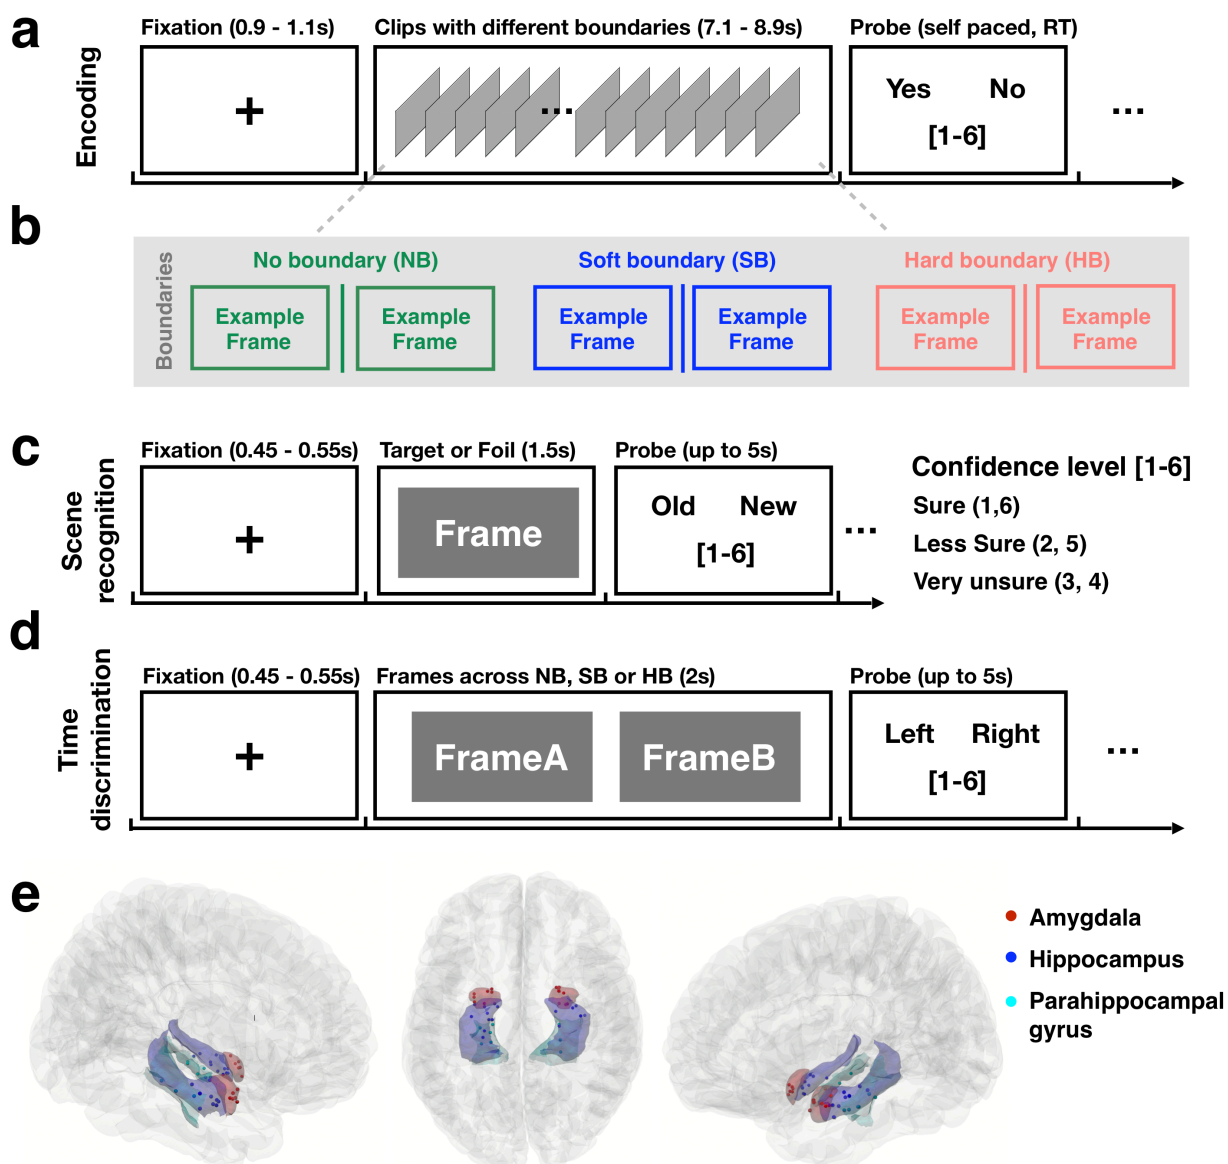 a
Encoding
Fixation (0.9 - 1.1s)
Clips with different boundaries (7.1 - 8.9s)
Probe (self paced, RT)
+
...
Yes No
[1-6]
...
b
Boundaries
No boundary (NB)
Soft boundary (SB)
Hard boundary (HB)
Example
Frame
Example
Frame
Example
Frame
Example
Frame
Example
Frame
Example
Frame
c
Scene
recognition
Fixation (0.45 - 0.55s)
Target or Foil (1.5s)
Probe (up to 5s)
+
Frame
Old New
[1-6]
...
Confidence level [1-6]
Sure (1,6)
Less Sure (2, 5)
Very unsure (3, 4)
d
Time
discrimination
Fixation (0.45 - 0.55s)
Frames across NB, SB or HB (2s)
Probe (up to 5s)
+
FrameA
FrameB
Left Right
[1-6]
...
e
Amygdala
Hippocampus
Parahippocampal
gyrus